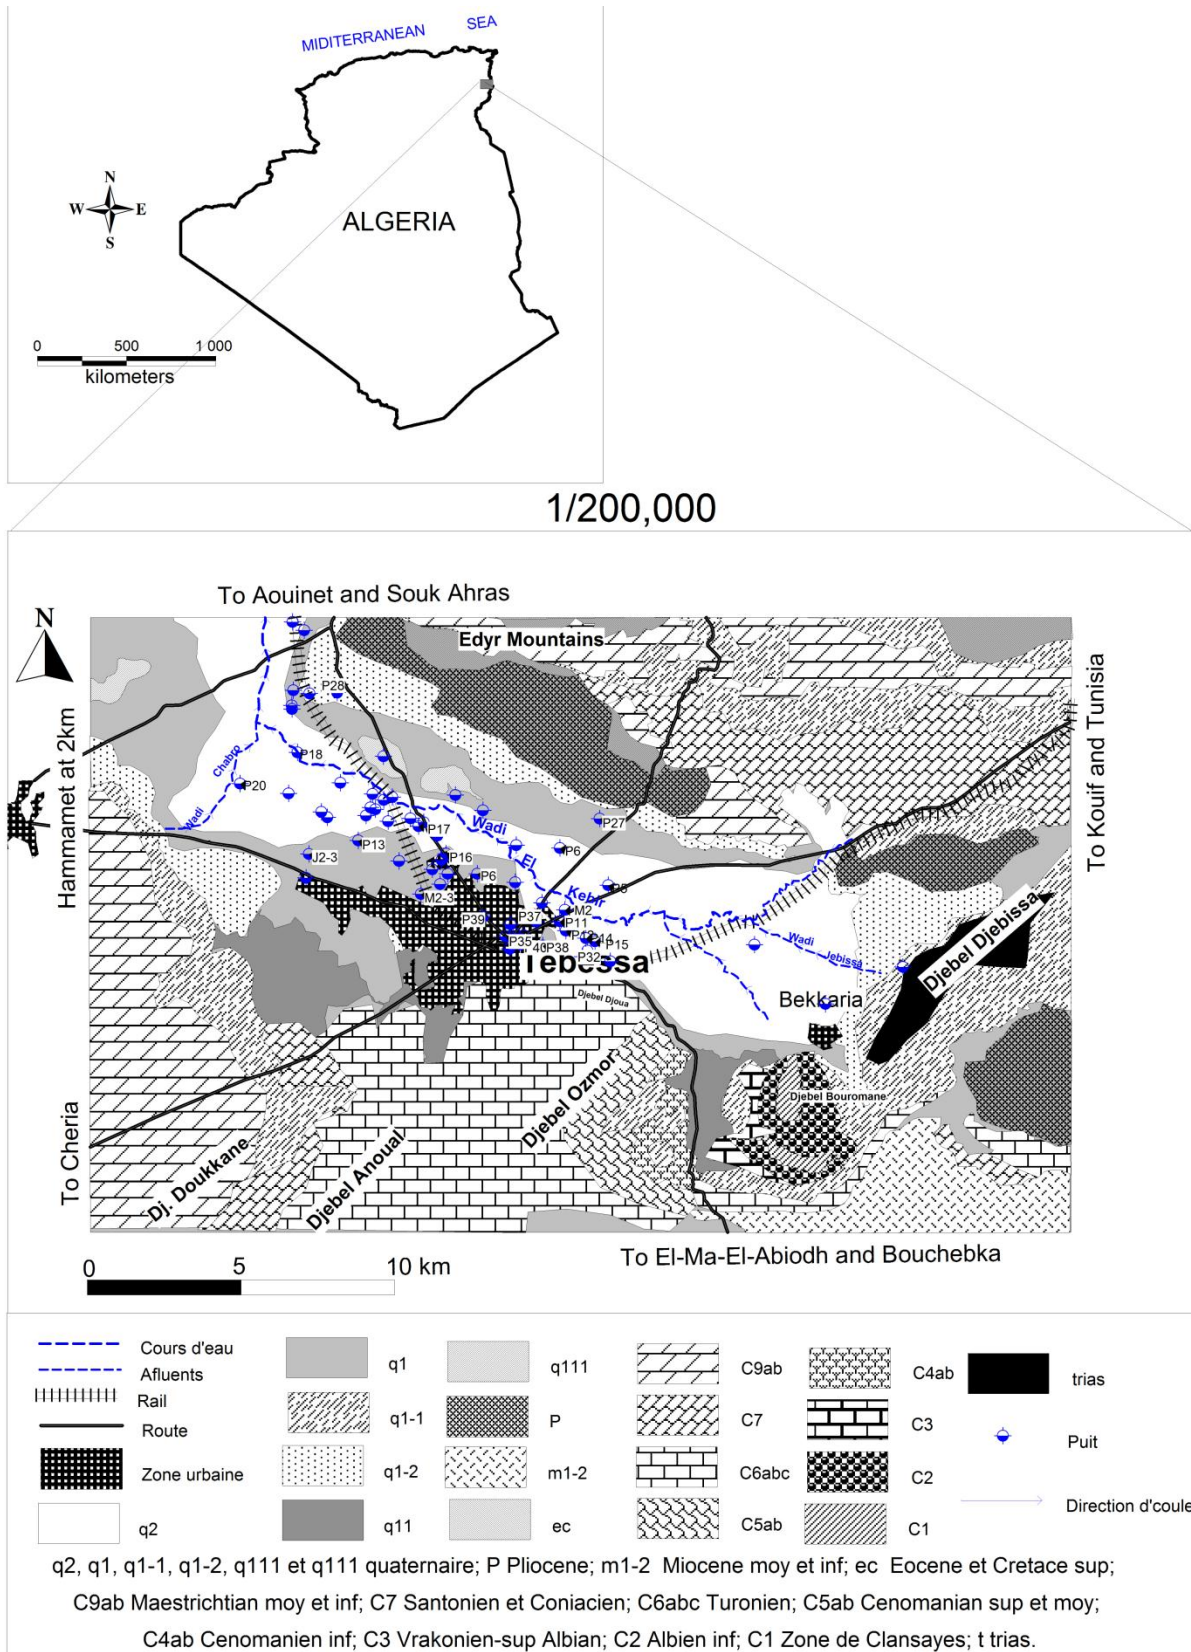 MIDITERRANEAN SEA
N
W E
S
ALGERIA
0 500 1 000
kilometers
1/200,000
To Aouinet and Souk Ahras
N
Edyr Mountains
Hammamet at 2km
To Cheria
To Kouif and Tunisia
P28
P18
Chabro
Wadi
P20
P17
Wadi
El
Kebir
P27
P13
J2-3
P16
P6
P6
P8
M2-3
M2
P39
P37
P11
P35
P38
P15
P32
Tebessa
Wadi
Jebissa
Bekkaria
Djebel Djebissa
Djebel Djoua
Djebel Bouromane
Djebel Ozmor
Djebel Anoual
Dj. Doukkane
To El-Ma-El-Abiodh and Bouchebka
0 5 10 km
Cours d'eau
Afluents
Rail
Route
Zone urbaine
q2
q1
q1-1
q1-2
q11
q111
P
m1-2
ec
C9ab
C7
C6abc
C5ab
C4ab
C3
C2
C1
trias
Puit
Direction d'coule
q2, q1, q1-1, q1-2, q111 et q111 quaternaire; P Pliocene; m1-2 Miocene moy et inf; ec Eocene et Cretace sup;
C9ab Maestrichtian moy et inf; C7 Santonien et Coniacien; C6abc Turonien; C5ab Cenomanian sup et moy;
C4ab Cenomanien inf; C3 Vrakonien-sup Albian; C2 Albien inf; C1 Zone de Clansayes; t trias.